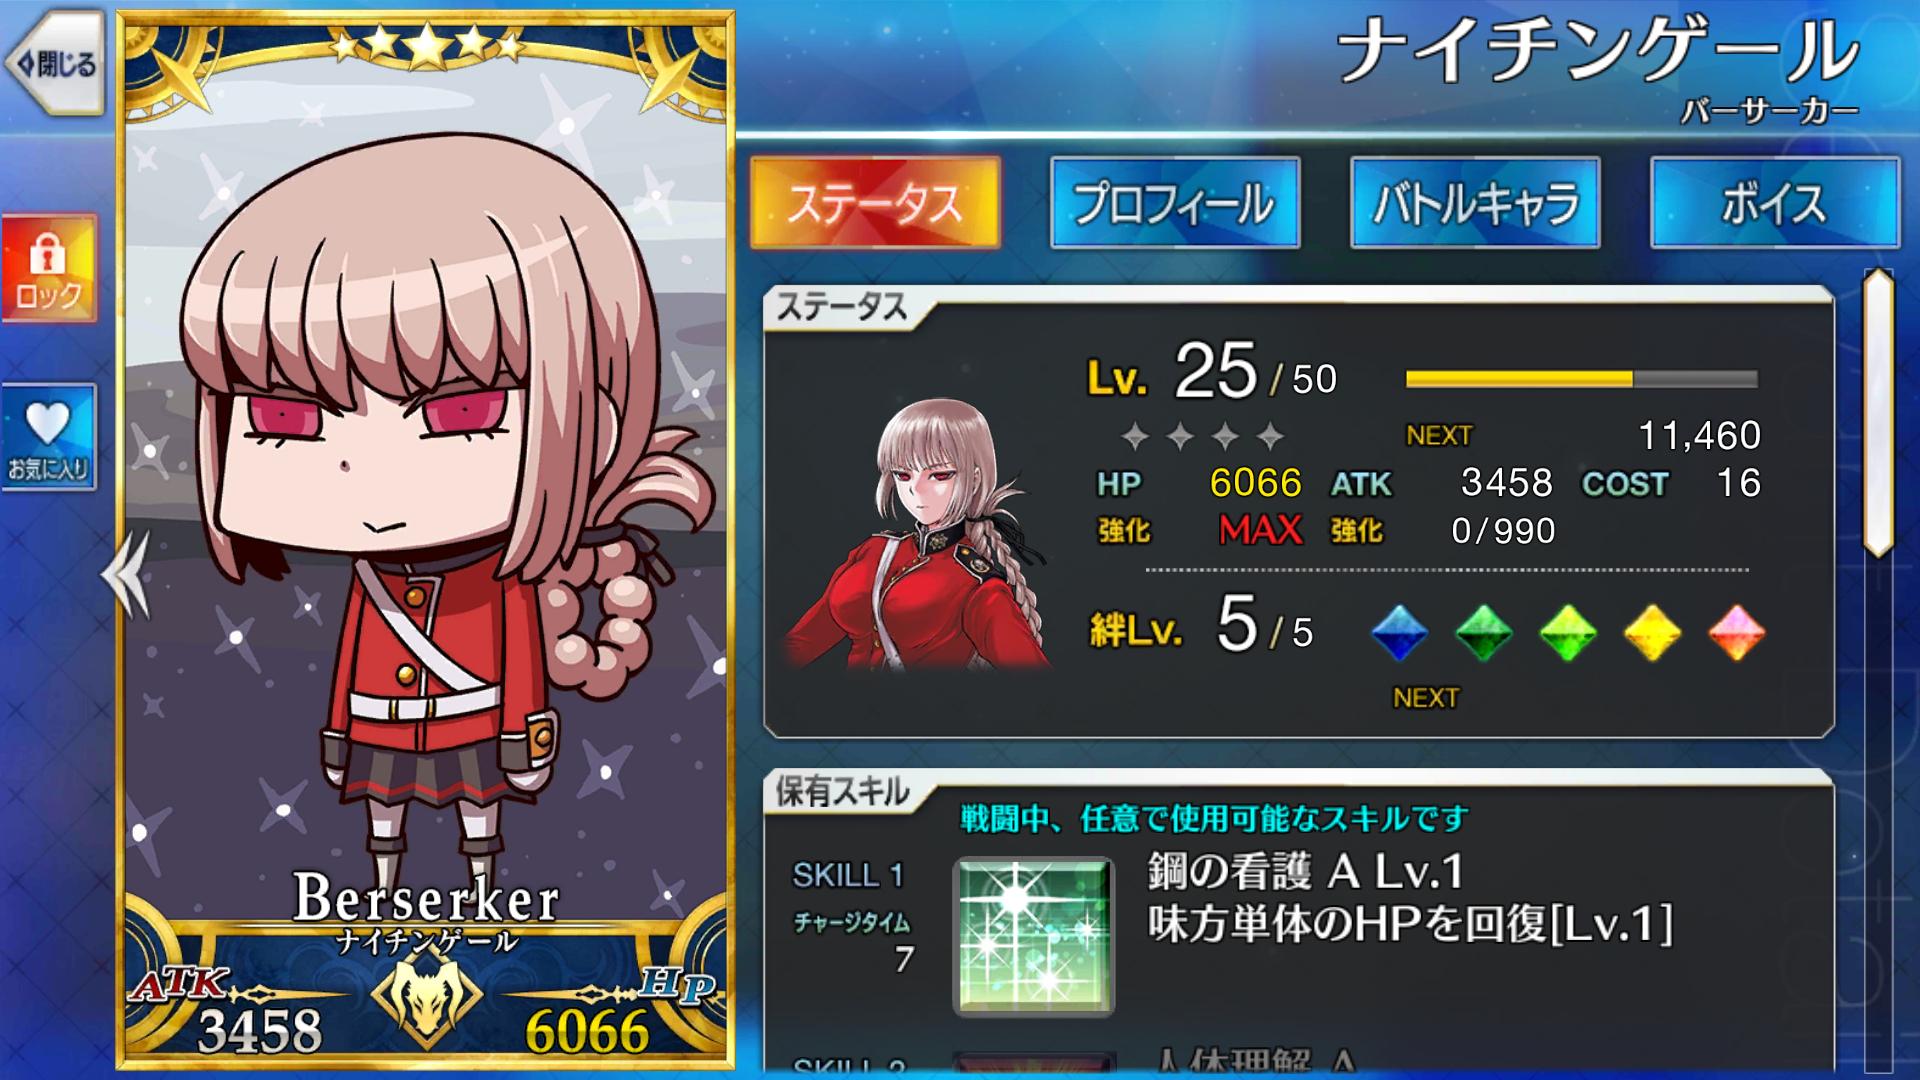 閉じる
ナイチンゲール
バーサーカー
ステータス
プロフィール
バトルキャラ
ボイス
ロック
お気に入り
ステータス
Lv. 25 / 50
NEXT 11,460
HP 6066 ATK 3458 COST 16
強化 MAX 強化 0/990
絆Lv. 5 / 5
NEXT
保有スキル
戦闘中、任意で使用可能なスキルです
SKILL 1
チャージタイム
7
鋼の看護 A Lv.1
味方単体のHPを回復[Lv.1]
SKILL 2
人体理解 A
Berserker
ナイチンゲール
ATK
3458
HP
6066